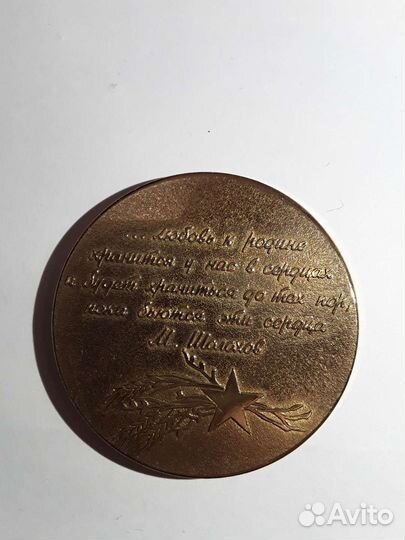 ... любовь к родине
хранится у нас в сердцах
и будет храниться до тех пор,
пока бьются эти сердца
М. Шолохов
Avito